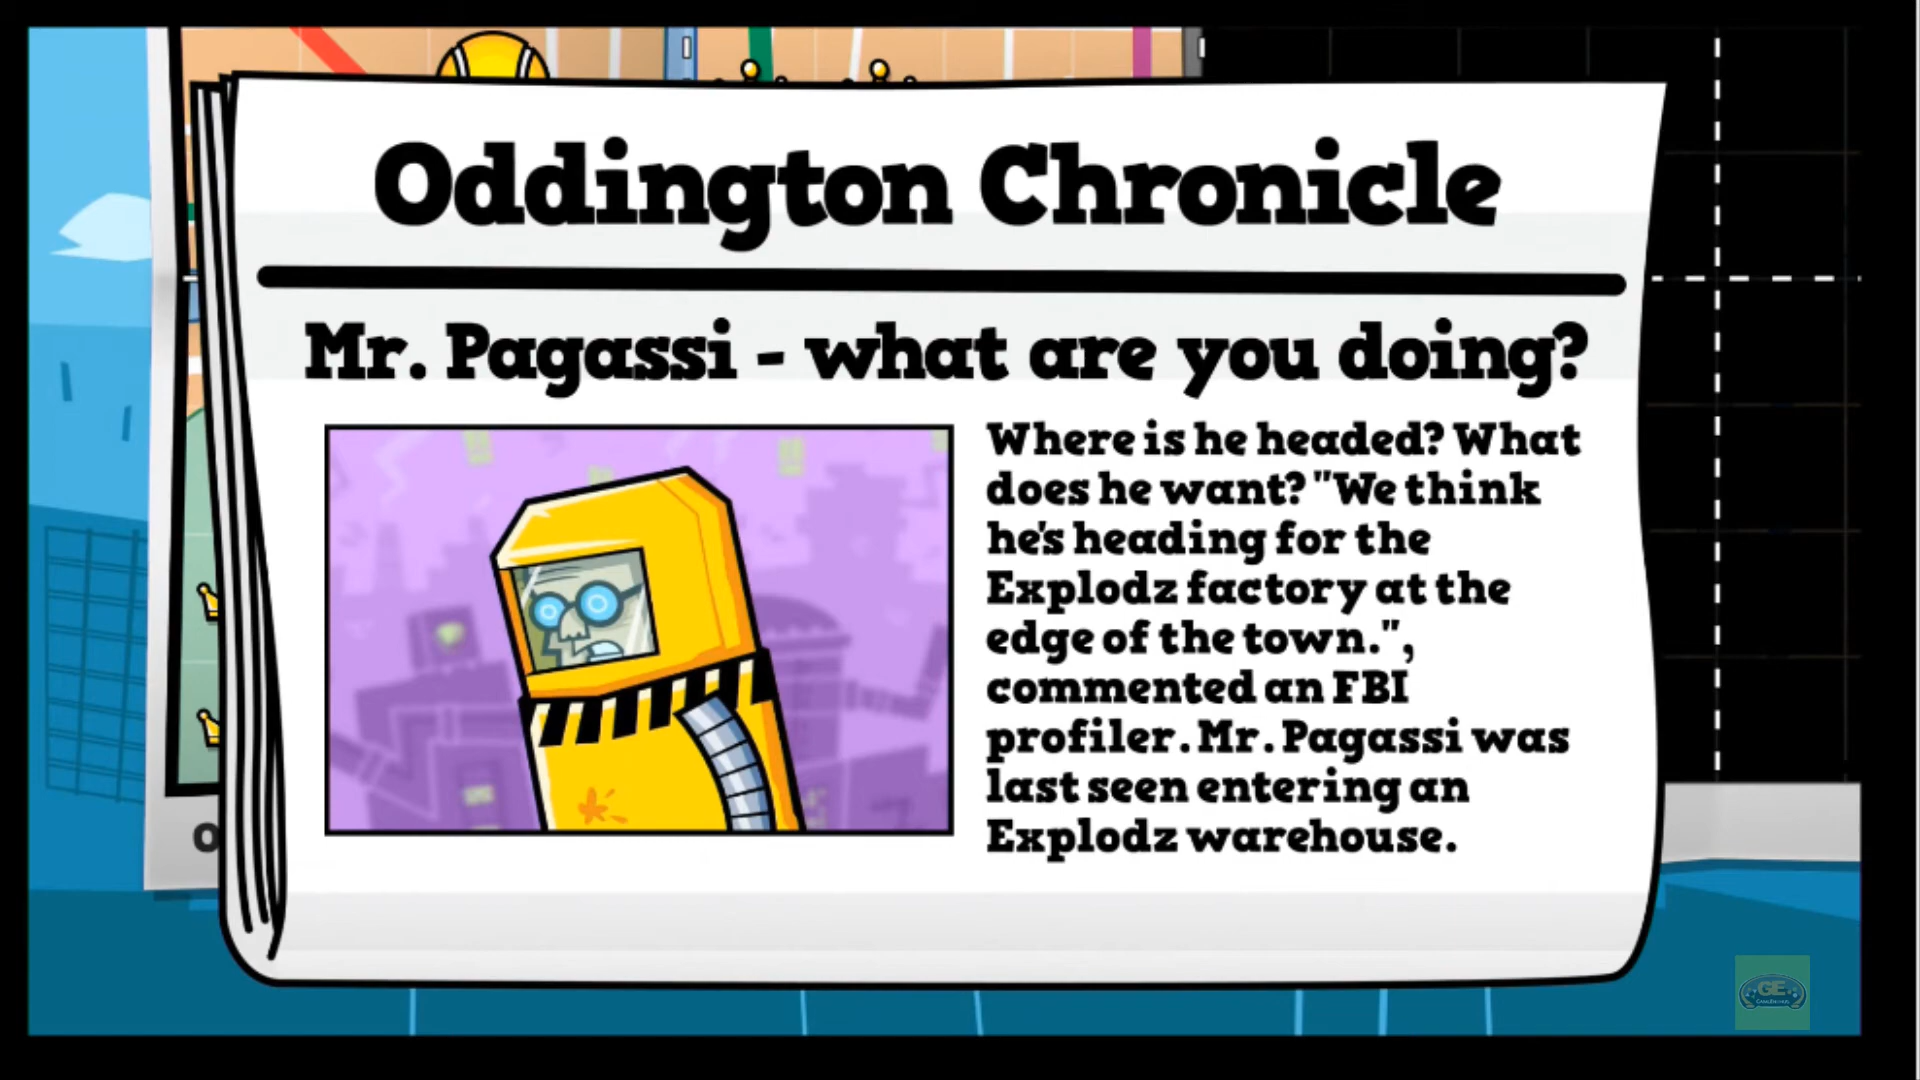 Oddington Chronicle
Mr. Pagassi - what are you doing?
Where is he headed? What
does he want? "We think
he's heading for the
Explodz factory at the
edge of the town.",
commented an FBI
profiler. Mr. Pagassi was
last seen entering an
Explodz warehouse.
O
GE